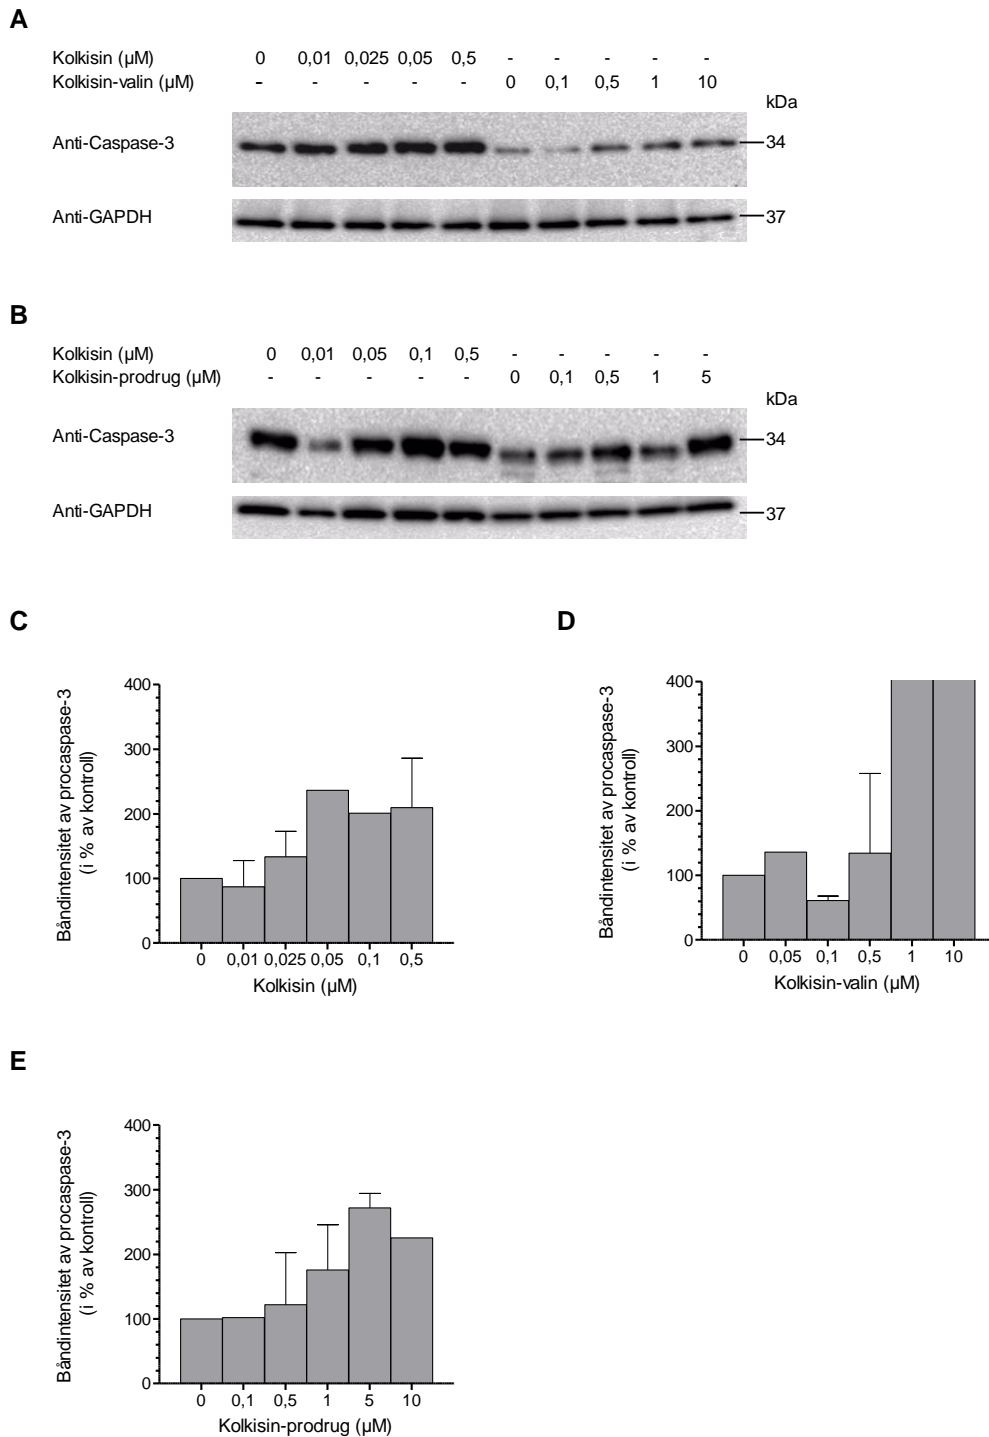 A
Kolkisin (µM) 0 0,01 0,025 0,05 0,5 - - - - -
Kolkisin-valin (µM) - - - - - 0 0,1 0,5 1 10
kDa
Anti-Caspase-3 34
Anti-GAPDH 37
B
Kolkisin (µM) 0 0,01 0,05 0,1 0,5 - - - - -
Kolkisin-prodrug (µM) - - - - - 0 0,1 0,5 1 5
kDa
Anti-Caspase-3 34
Anti-GAPDH 37
C
Båndintensitet av procaspase-3
(i % av kontroll)
400
300
200
100
0
0 0,01 0,025 0,05 0,1 0,5
Kolkisin (µM)
D
Båndintensitet av procaspase-3
(i % av kontroll)
400
300
200
100
0
0 0,05 0,1 0,5 1 10
Kolkisin-valin (µM)
E
Båndintensitet av procaspase-3
(i % av kontroll)
400
300
200
100
0
0 0,1 0,5 1 5 10
Kolkisin-prodrug (µM)